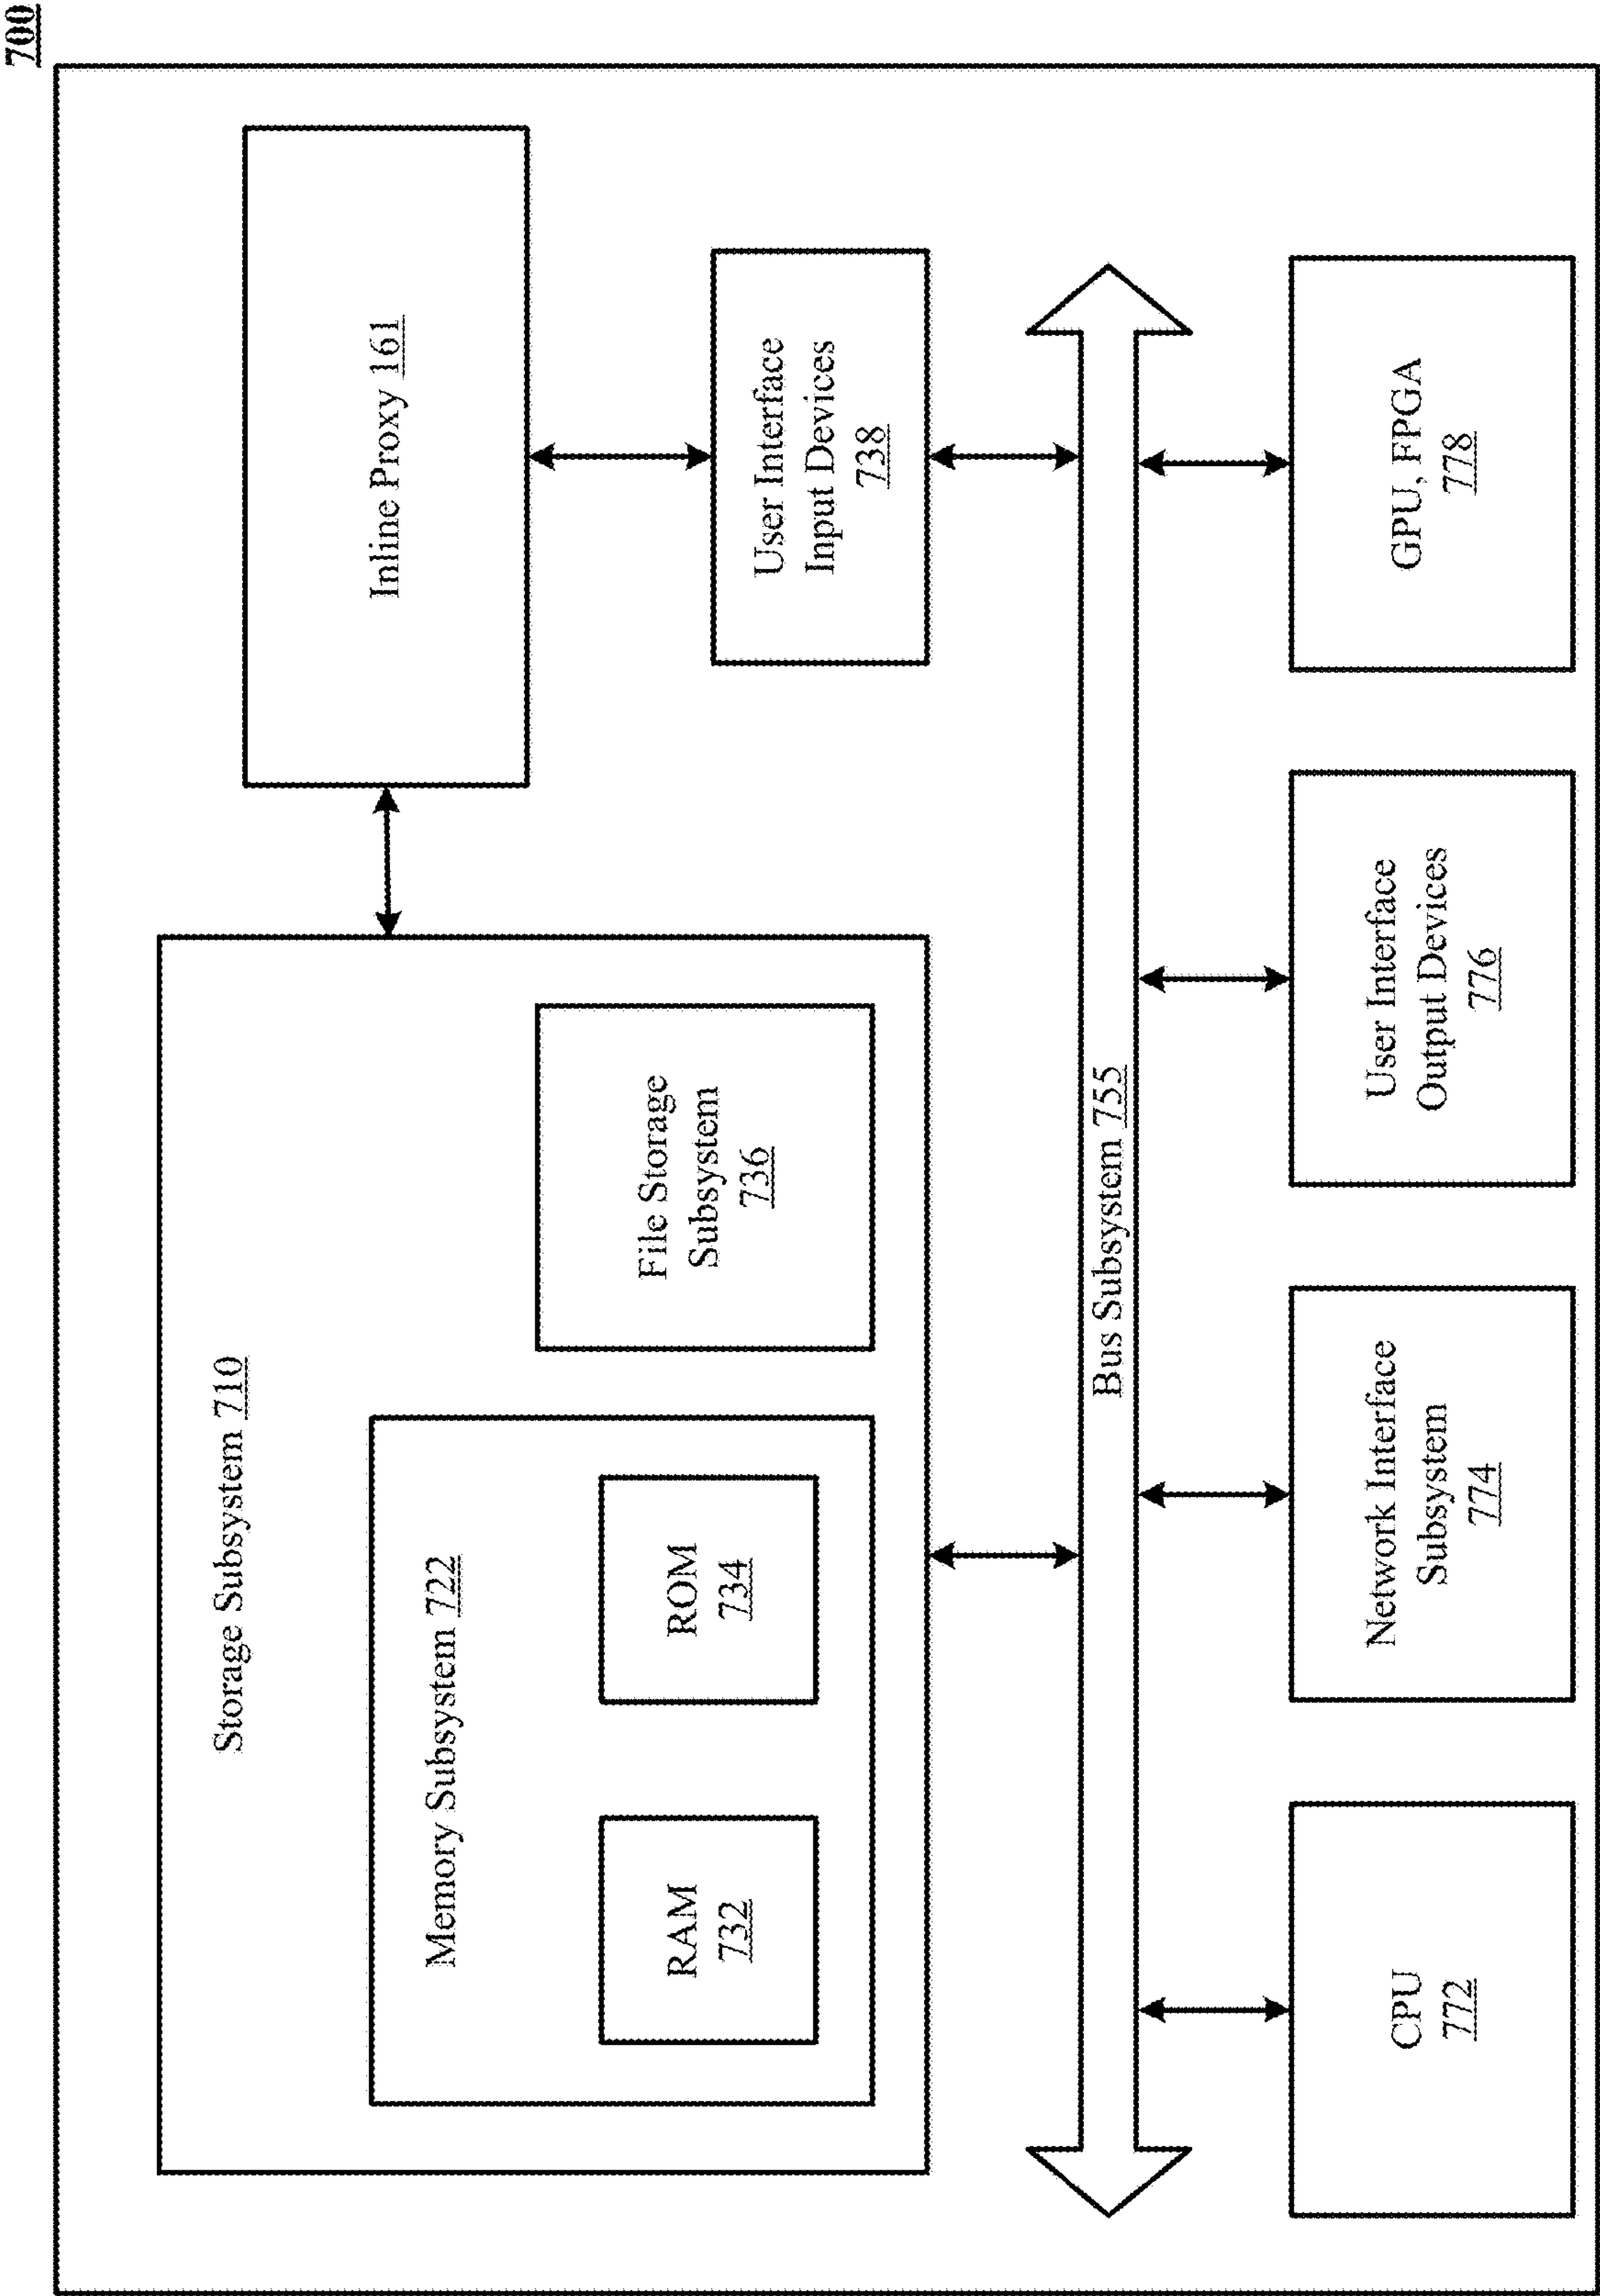 700
Storage Subsystem 710
Memory Subsystem 722
RAM
732
ROM
734
File Storage
Subsystem
736
Inline Proxy 161
User Interface
Input Devices
738
Bus Subsystem 755
CPU
772
Network Interface
Subsystem
774
User Interface
Output Devices
776
GPU, FPGA
778